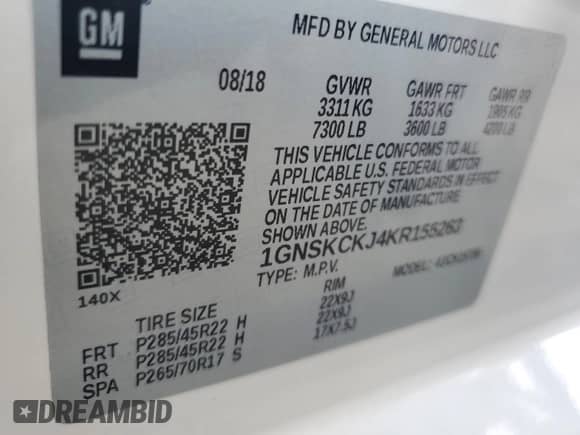 GM
MFD BY GENERAL MOTORS LLC
08/18 GVWR GAWR FRT GAWR RR
3311 KG 1633 KG 1905 KG
7300 LB 3600 LB 4200 LB
THIS VEHICLE CONFORMS TO ALL
APPLICABLE U.S. FEDERAL MOTOR
VEHICLE SAFETY STANDARDS IN EFFECT
ON THE DATE OF MANUFACTURE
SHOWN ABOVE.
1GNSKCKJ4KR155263
140X TYPE: M.P.V. MODEL:
TIRE SIZE RIM
FRT P285/45R22 H 22X9J
RR P285/45R22 H 22X9J
SPA P265/70R17 S 17X7.5J
DREAMBID